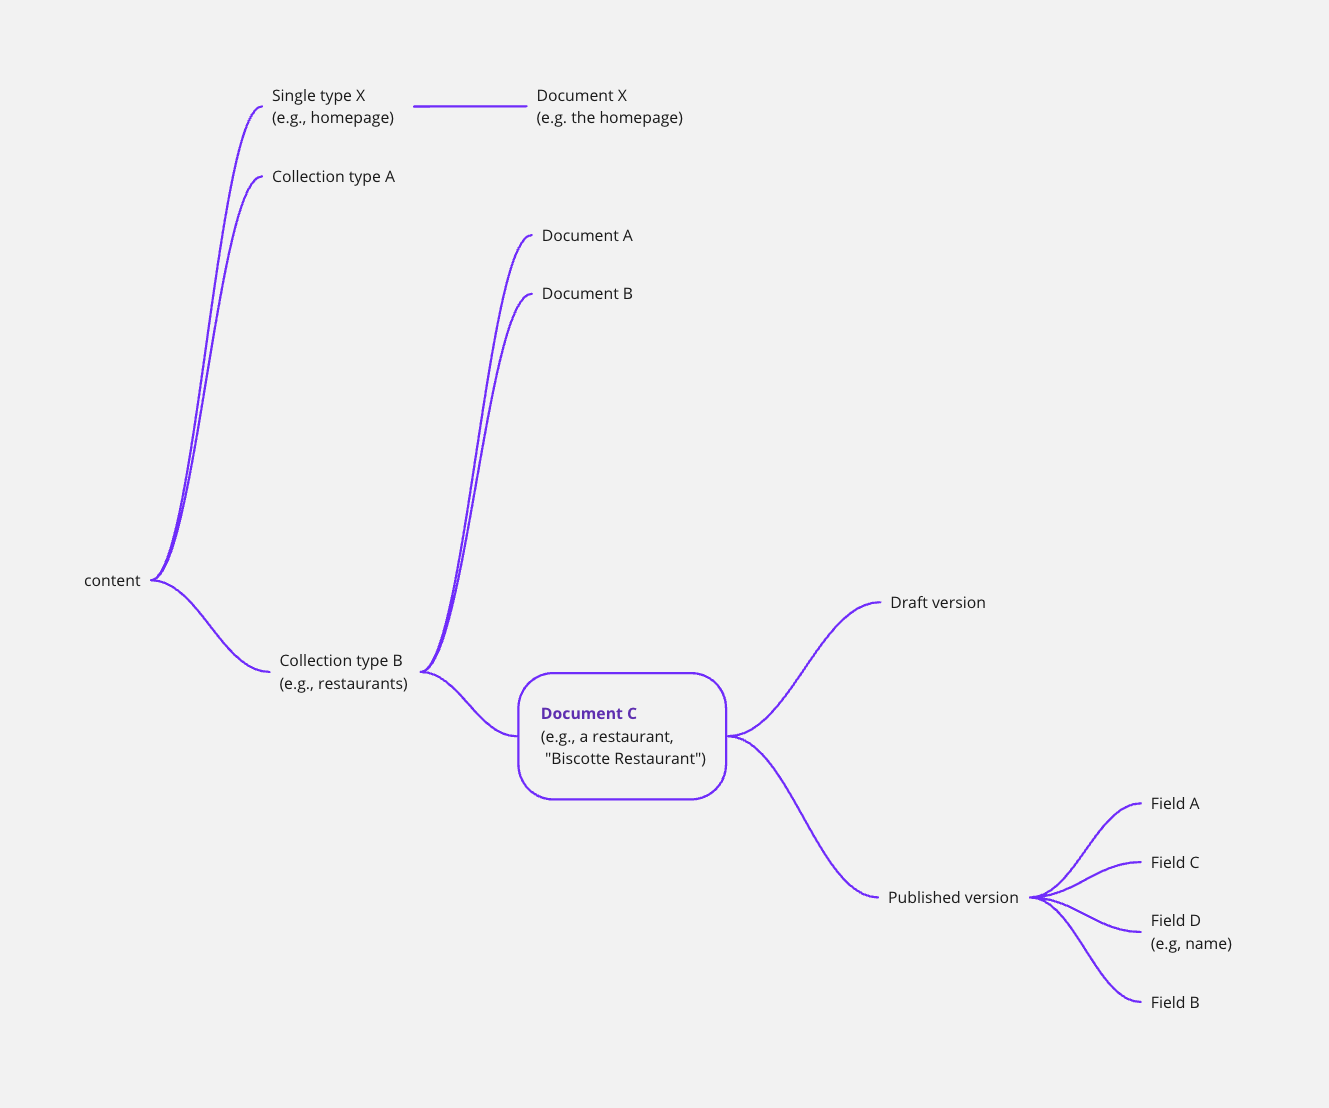 Single type X
(e.g., homepage)
Document X
(e.g. the homepage)
Collection type A
Document A
Document B
content
Collection type B
(e.g., restaurants)
Document C
(e.g., a restaurant,
"Biscotte Restaurant")
Draft version
Published version
Field A
Field C
Field D
(e.g, name)
Field B